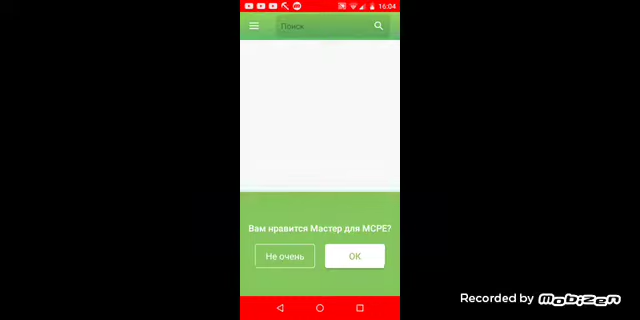 16:04
Поиск
Вам нравится Мастер для MCPE?
Не очень
OK
Recorded by Mobizen